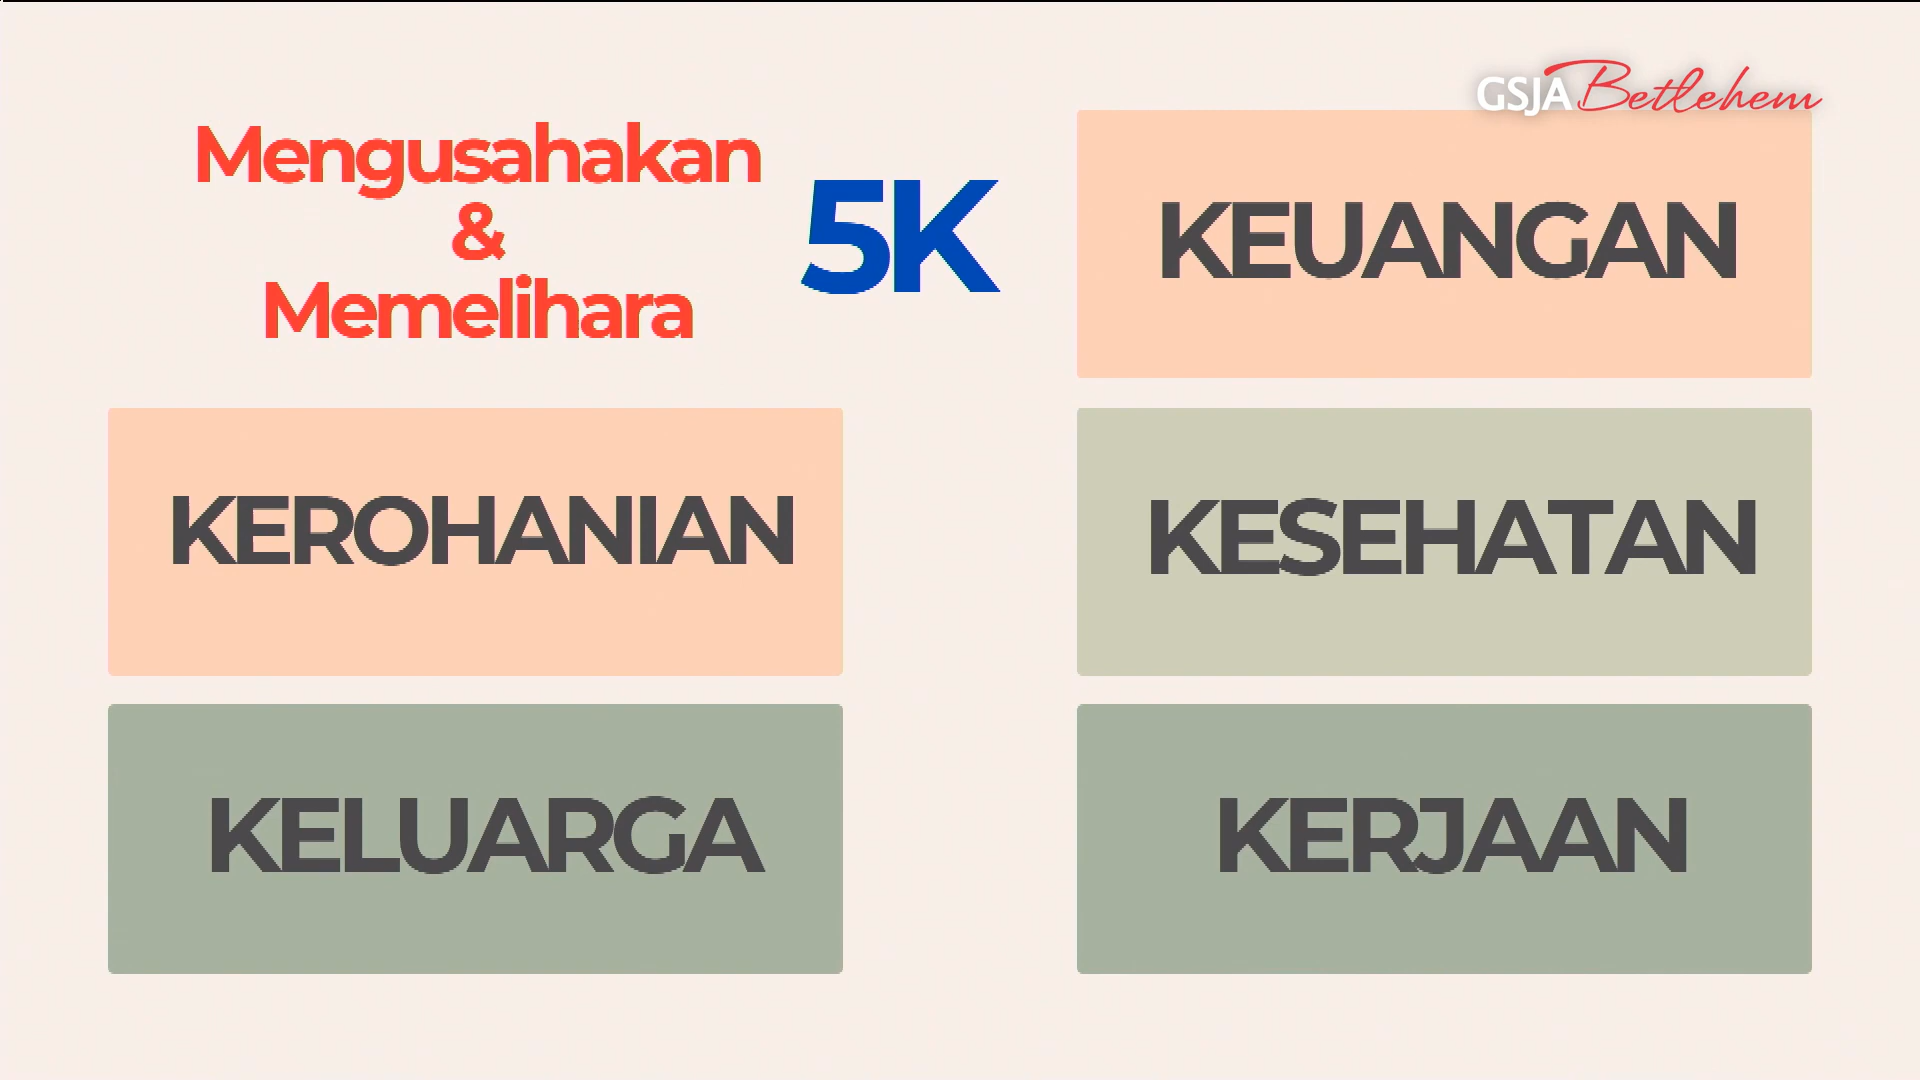 GSJA Betlehem
Mengusahakan
&
Memelihara
5K
KEUANGAN
KEROHANIAN
KESEHATAN
KELUARGA
KERJAAN